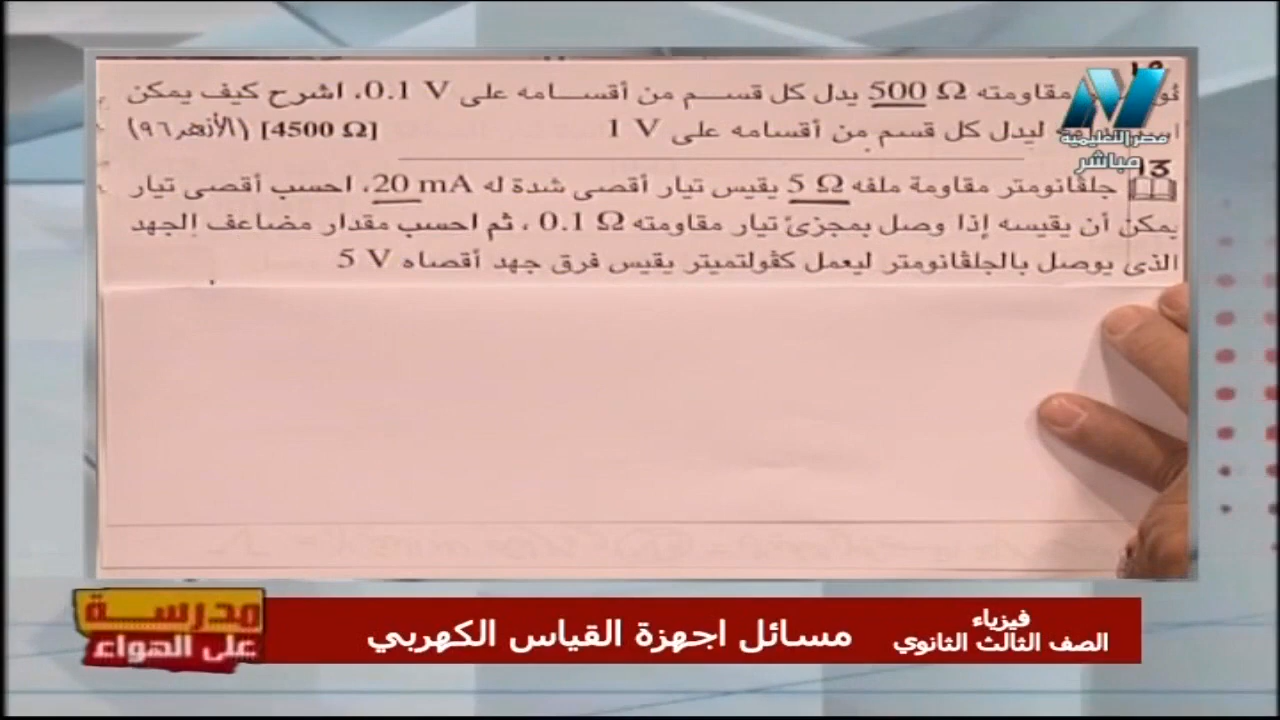 مقاومته 500 Ω يدل كل قسم من أقسامه على 0.1 V، اشرح كيف يمكن
ليدل كل قسم من أقسامه على 1 V [4500 Ω] (الأزهر ٩٦)
13
جلڤانومتر مقاومة ملفه 5 Ω يقيس تيار أقصى شدة له 20 mA، احسب أقصى تيار
يمكن أن يقيسه إذا وصل بمجزئ تيار مقاومته 0.1 Ω ، ثم احسب مقدار مضاعف الجهد
الذى يوصل بالجلڤانومتر ليعمل كڤولتميتر يقيس فرق جهد أقصاه 5 V
مصر التعليمية
مباشر
فيزياء
الصف الثالث الثانوي
مسائل اجهزة القياس الكهربي
مدرسة
على الهواء